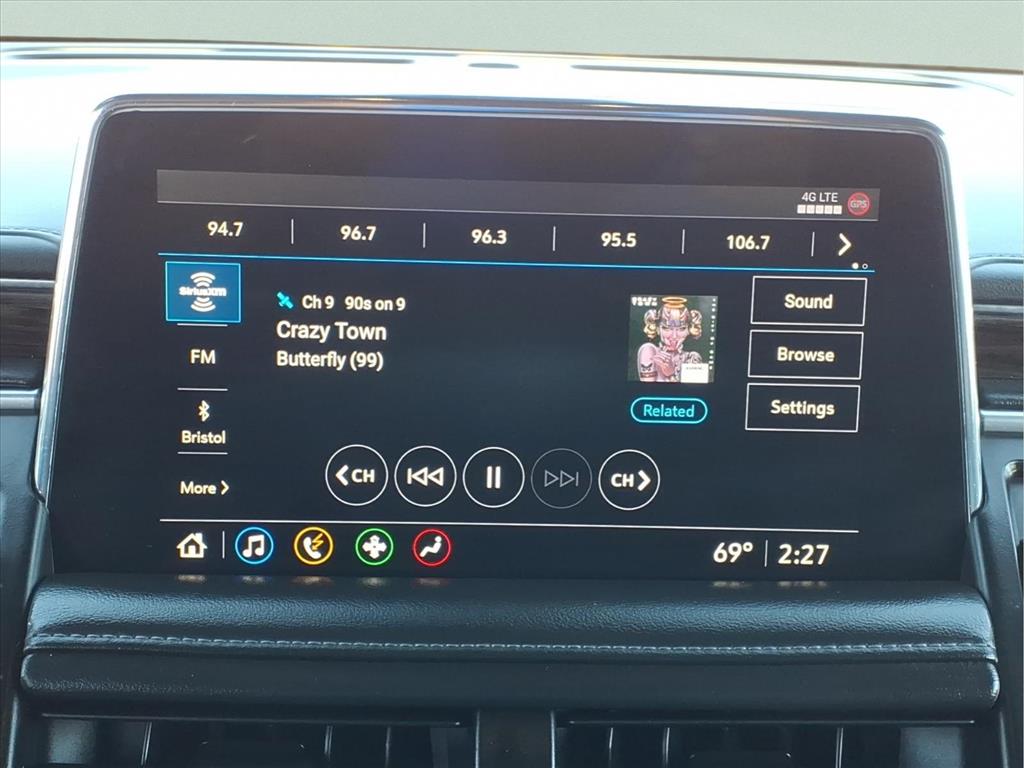 4G LTE
GPS
94.7 96.7 96.3 95.5 106.7
SiriusXM
FM
Bristol
More
Ch 9 90s on 9
Crazy Town
Butterfly (99)
Related
Sound
Browse
Settings
CH
CH
69° 2:27